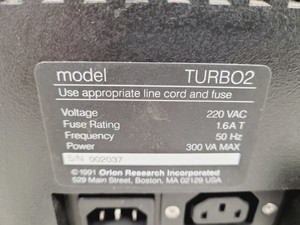 model TURBO2
Use appropriate line cord and fuse
Voltage 220 VAC
Fuse Rating 1.6A T
Frequency 50 Hz
Power 300 VA MAX
S/N 002037
©1991 Orion Research Incorporated
529 Main Street, Boston, MA 02129 USA